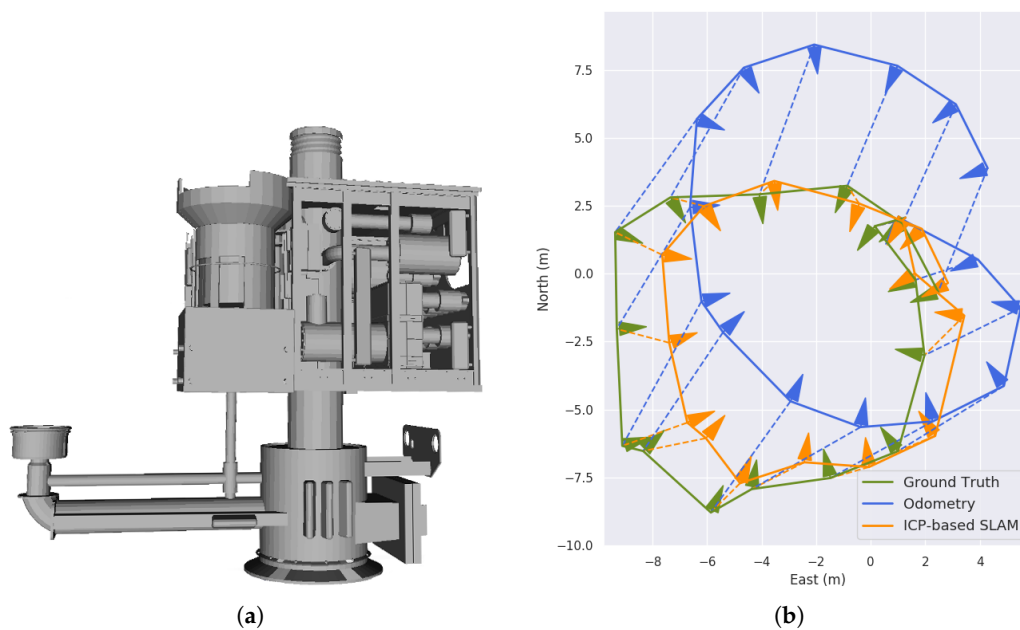 7.5
5.0
2.5
0.0
−2.5
−5.0
−7.5
−10.0
North (m)
Ground Truth
Odometry
ICP-based SLAM
−8 −6 −4 −2 0 2 4
East (m)
(a) (b)